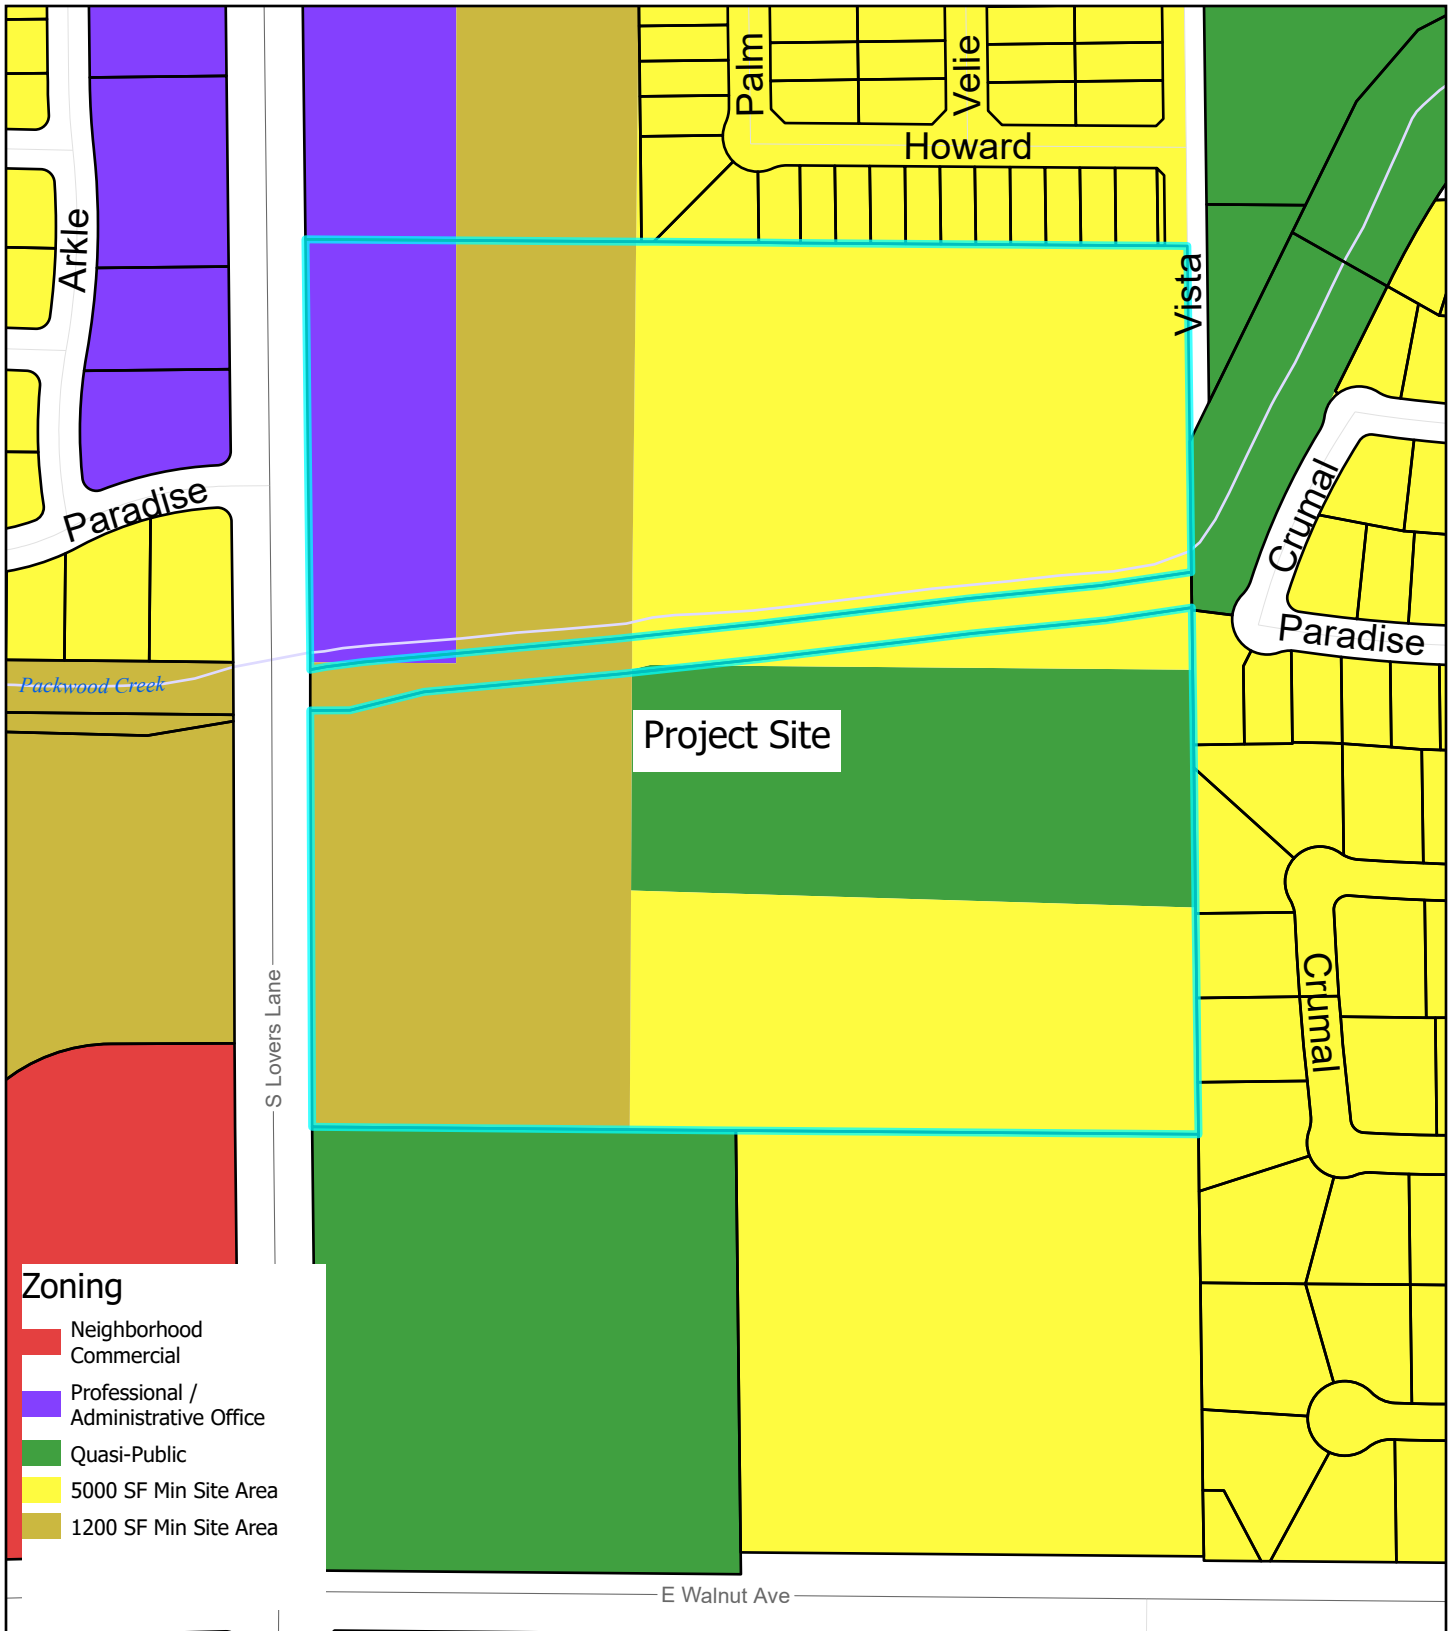 Palm
Velie
Howard
Arkle
Vista
Paradise
Crumal
Paradise
Packwood Creek
Project Site
S Lovers Lane
Crumal
Zoning
Neighborhood
Commercial
Professional /
Administrative Office
Quasi-Public
5000 SF Min Site Area
1200 SF Min Site Area
E Walnut Ave